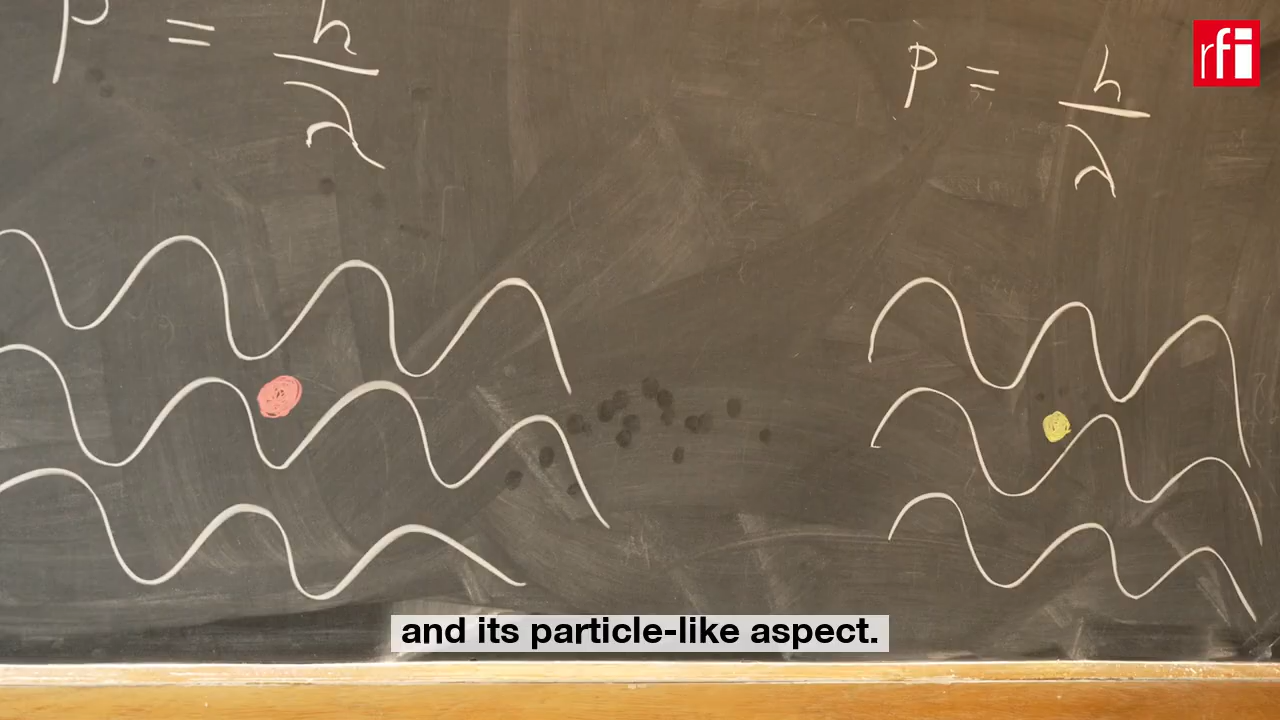 p = h
λ
p = h
λ
rfi
and its particle-like aspect.